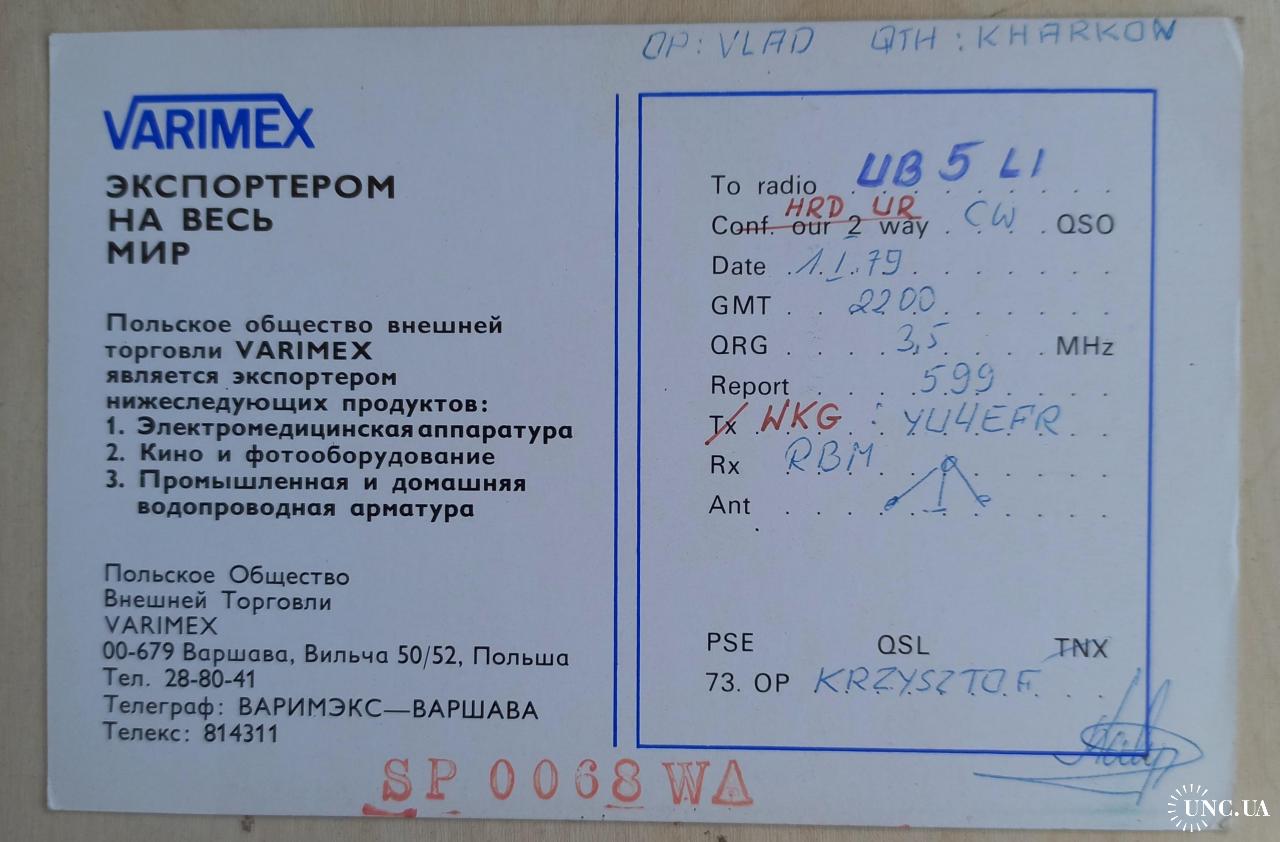 OP: VLAD QTH: KHARKOW
VARIMEX
ЭКСПОРТЕРОМ
НА ВЕСЬ
МИР
Польское общество внешней
торговли VARIMEX
является экспортером
нижеследующих продуктов:
1. Электромедицинская аппаратура
2. Кино и фотооборудование
3. Промышленная и домашняя
водопроводная арматура
Польское Общество
Внешней Торговли
VARIMEX
00-679 Варшава, Вильча 50/52, Польша
Тел. 28-80-41
Телеграф: ВАРИМЭКС—ВАРШАВА
Телекс: 814311
To radio UB5LI
HRD UR
Conf. our 2 way CW QSO
Date 1.I.79
GMT 2200
QRG 3,5 MHz
Report 599
Tx WKG: YU4EFR
Rx RBM
Ant
PSE QSL TNX
73. OP KRZYSZTOF
SP 0068 WA
UNC.UA